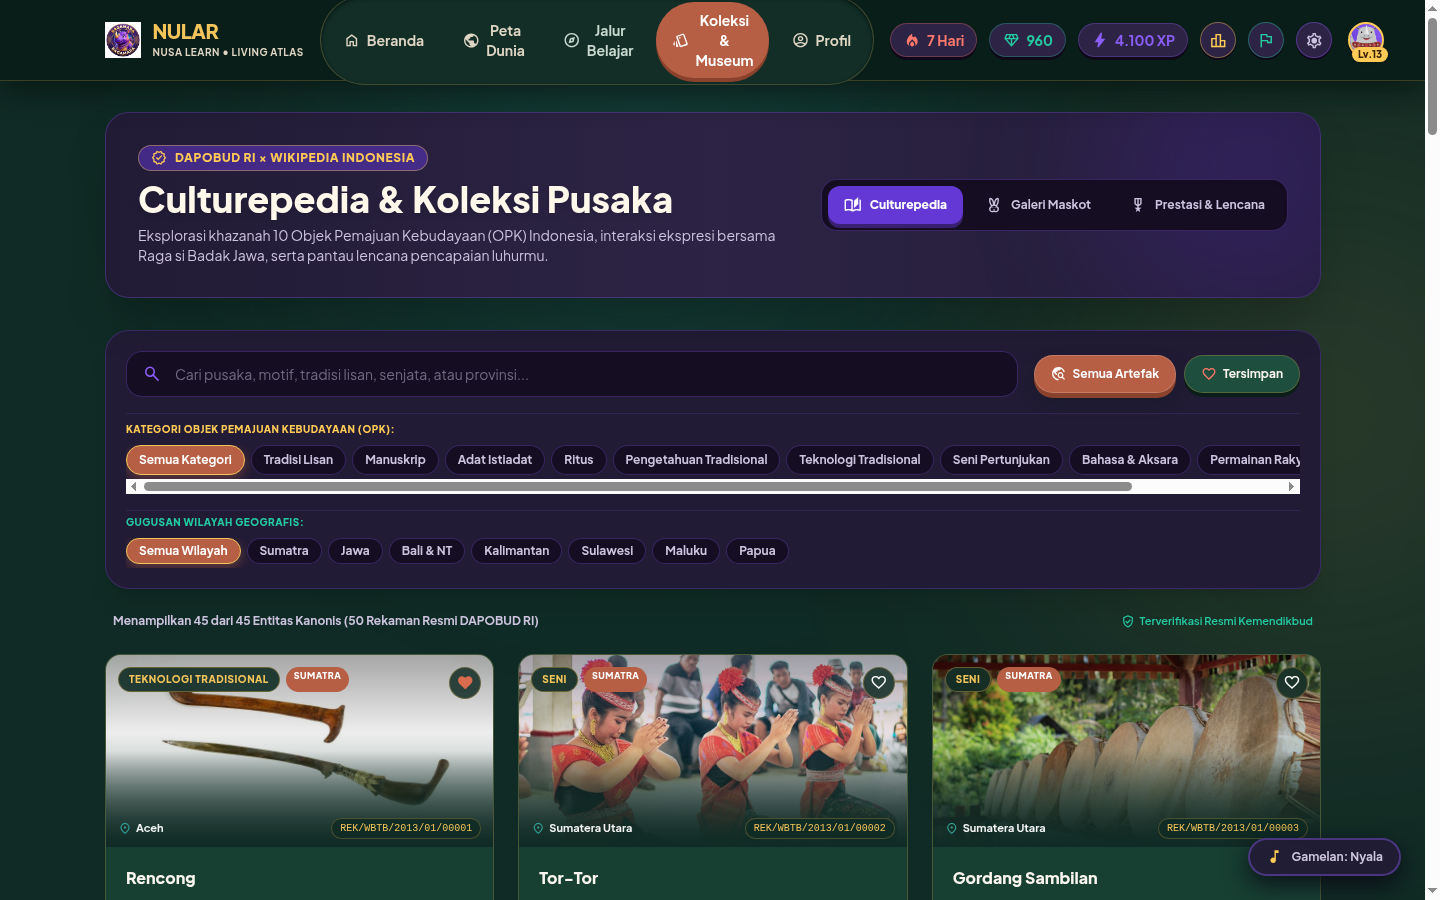 NULAR
NUSA LEARN • LIVING ATLAS
Beranda
Peta
Dunia
Jalur
Belajar
Koleksi
&
Museum
Profil
7 Hari
960
4.100 XP
Lv.13
DAPOBUD RI × WIKIPEDIA INDONESIA
Culturepedia & Koleksi Pusaka
Eksplorasi khazanah 10 Objek Pemajuan Kebudayaan (OPK) Indonesia, interaksi ekspresi bersama
Raga si Badak Jawa, serta pantau lencana pencapaian luhurmu.
Culturepedia
Galeri Maskot
Prestasi & Lencana
Cari pusaka, motif, tradisi lisan, senjata, atau provinsi...
Semua Artefak
Tersimpan
KATEGORI OBJEK PEMAJUAN KEBUDAYAAN (OPK):
Semua Kategori
Tradisi Lisan
Manuskrip
Adat Istiadat
Ritus
Pengetahuan Tradisional
Teknologi Tradisional
Seni Pertunjukan
Bahasa & Aksara
Permainan Raky
GUGUSAN WILAYAH GEOGRAFIS:
Semua Wilayah
Sumatra
Jawa
Bali & NT
Kalimantan
Sulawesi
Maluku
Papua
Menampilkan 45 dari 45 Entitas Kanonis (50 Rekaman Resmi DAPOBUD RI)
Terverifikasi Resmi Kemendikbud
TEKNOLOGI TRADISIONAL
SUMATRA
Aceh
REK/WBTB/2013/01/00001
Rencong
SENI
SUMATRA
Sumatera Utara
REK/WBTB/2013/01/00002
Tor-Tor
SENI
SUMATRA
Sumatera Utara
REK/WBTB/2013/01/00003
Gordang Sambilan
Gamelan: Nyala